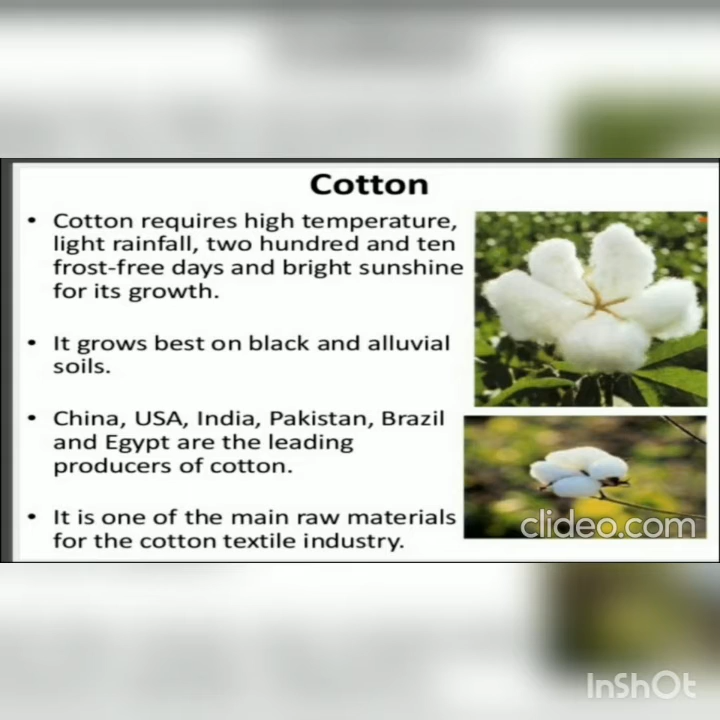 Cotton
• Cotton requires high temperature,
light rainfall, two hundred and ten
frost-free days and bright sunshine
for its growth.
• It grows best on black and alluvial
soils.
• China, USA, India, Pakistan, Brazil
and Egypt are the leading
producers of cotton.
• It is one of the main raw materials
for the cotton textile industry.
clideo.com
InShOt